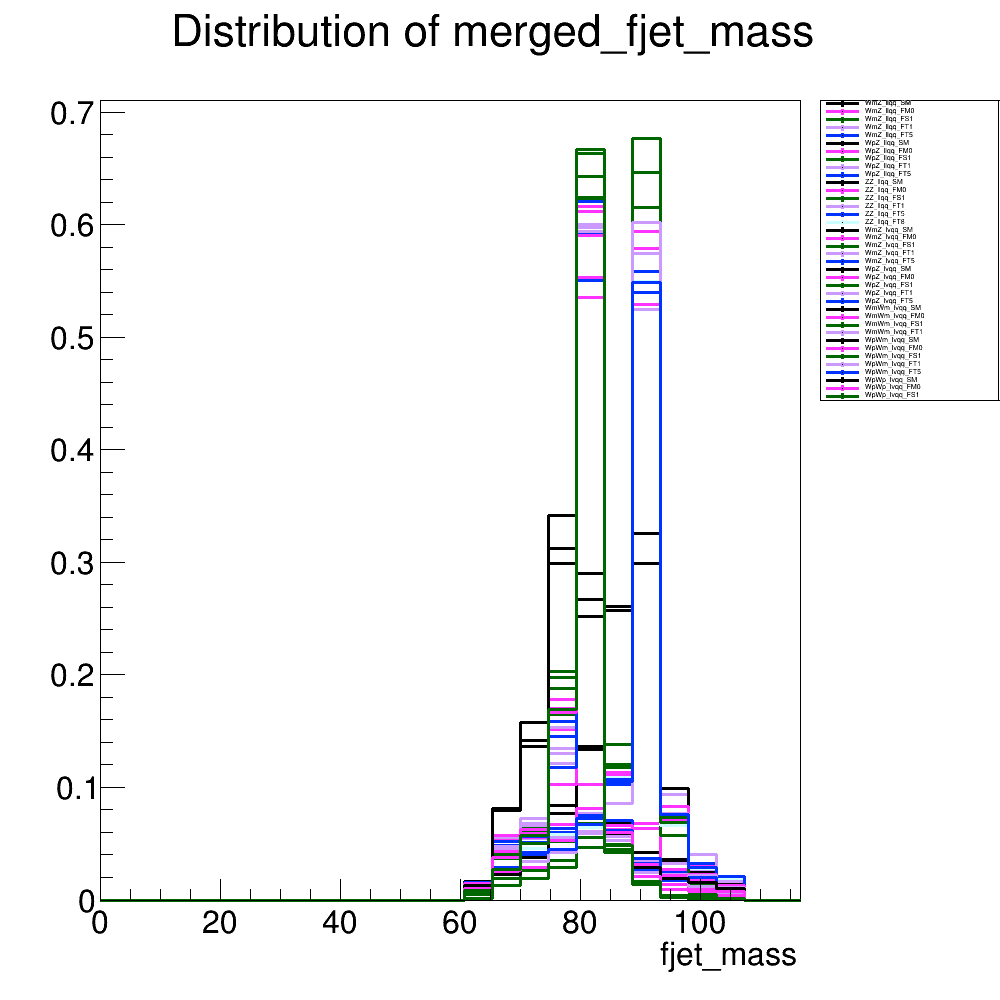 Distribution of merged_fjet_mass
0.7
0.6
0.5
0.4
0.3
0.2
0.1
0
0 20 40 60 80 100
fjet_mass
WmZ_llqq_SM
WmZ_llqq_FM0
WmZ_llqq_FS1
WmZ_llqq_FT1
WmZ_llqq_FT5
WpZ_llqq_SM
WpZ_llqq_FM0
WpZ_llqq_FS1
WpZ_llqq_FT1
WpZ_llqq_FT5
ZZ_llqq_SM
ZZ_llqq_FM0
ZZ_llqq_FS1
ZZ_llqq_FT1
ZZ_llqq_FT5
ZZ_llqq_FT8
WmZ_lvqq_SM
WmZ_lvqq_FM0
WmZ_lvqq_FS1
WmZ_lvqq_FT1
WmZ_lvqq_FT5
WpZ_lvqq_SM
WpZ_lvqq_FM0
WpZ_lvqq_FS1
WpZ_lvqq_FT1
WpZ_lvqq_FT5
WmWm_lvqq_SM
WmWm_lvqq_FM0
WmWm_lvqq_FS1
WmWm_lvqq_FT1
WpWm_lvqq_SM
WpWm_lvqq_FM0
WpWm_lvqq_FS1
WpWm_lvqq_FT1
WpWm_lvqq_FT5
WpWp_lvqq_SM
WpWp_lvqq_FM0
WpWp_lvqq_FS1